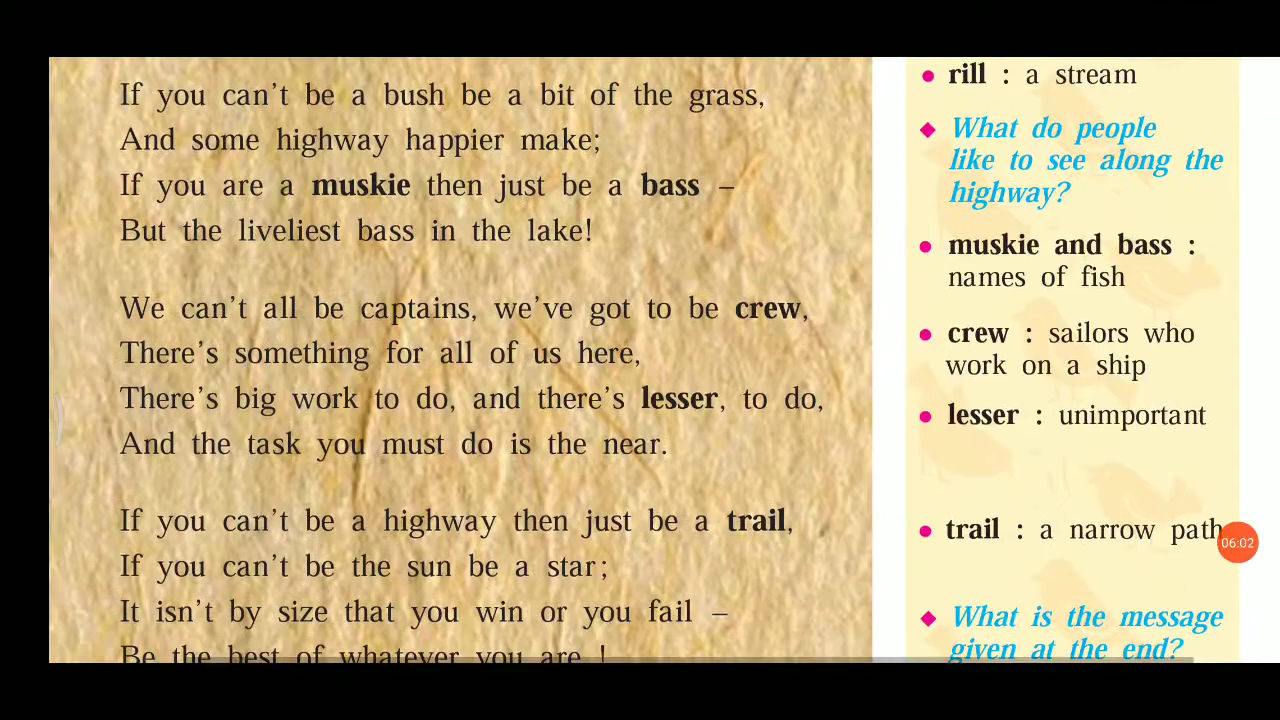 If you can't be a bush be a bit of the grass,
And some highway happier make;
If you are a muskie then just be a bass –
But the liveliest bass in the lake!
We can't all be captains, we've got to be crew,
There's something for all of us here,
There's big work to do, and there's lesser, to do,
And the task you must do is the near.
If you can't be a highway then just be a trail,
If you can't be the sun be a star;
It isn't by size that you win or you fail –
Be the best of whatever you are !
rill : a stream
What do people
like to see along the
highway?
muskie and bass :
names of fish
crew : sailors who
work on a ship
lesser : unimportant
trail : a narrow path
06:02
What is the message
given at the end?